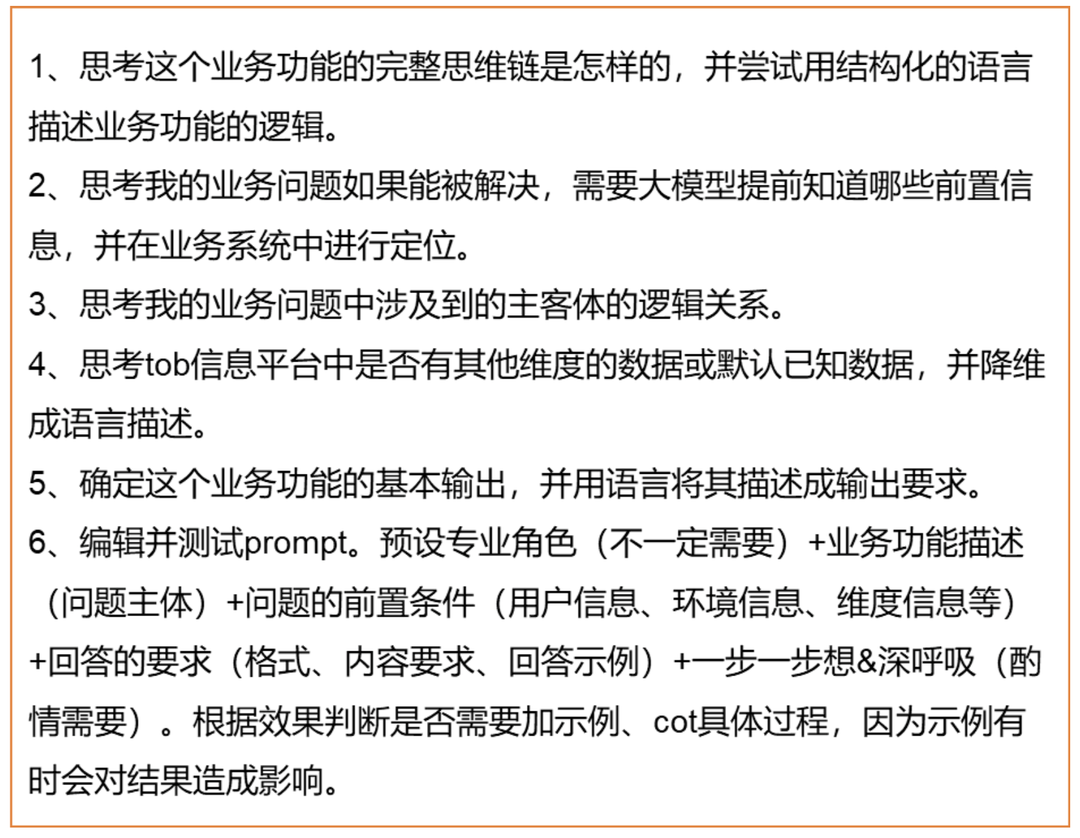 1、思考这个业务功能的完整思维链是怎样的，并尝试用结构化的语言
描述业务功能的逻辑。
2、思考我的业务问题如果能被解决，需要大模型提前知道哪些前置信
息，并在业务系统中进行定位。
3、思考我的业务问题中涉及到的主客体的逻辑关系。
4、思考tob信息平台中是否有其他维度的数据或默认已知数据，并降维
成语言描述。
5、确定这个业务功能的基本输出，并用语言将其描述成输出要求。
6、编辑并测试prompt。预设专业角色（不一定需要）+业务功能描述
（问题主体）+问题的前置条件（用户信息、环境信息、维度信息等）
+回答的要求（格式、内容要求、回答示例）+一步一步想&深呼吸（酌
情需要）。根据效果判断是否需要加示例、cot具体过程，因为示例有
时会对结果造成影响。